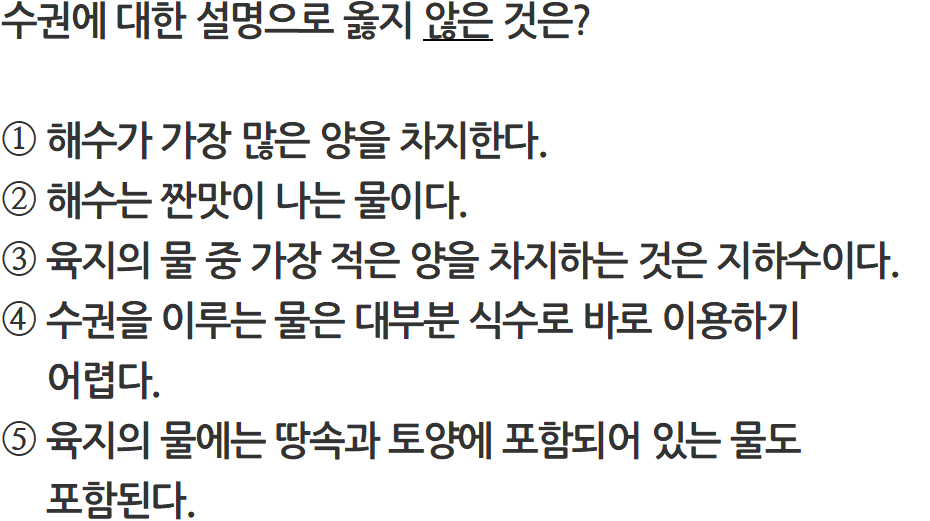 수권에 대한 설명으로 옳지 않은 것은?
① 해수가 가장 많은 양을 차지한다.
② 해수는 짠맛이 나는 물이다.
③ 육지의 물 중 가장 적은 양을 차지하는 것은 지하수이다.
④ 수권을 이루는 물은 대부분 식수로 바로 이용하기
어렵다.
⑤ 육지의 물에는 땅속과 토양에 포함되어 있는 물도
포함된다.